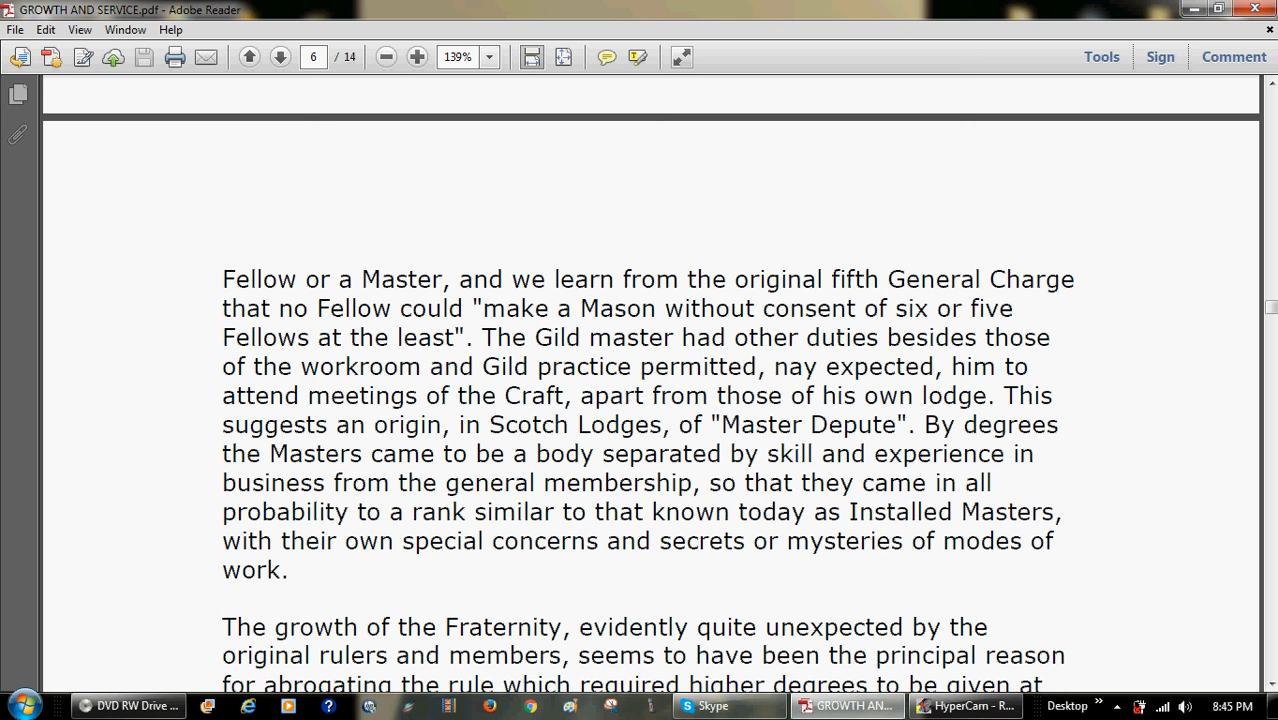 GROWTH AND SERVICE.pdf - Adobe Reader
File Edit View Window Help
6 / 14 139% Tools Sign Comment
Fellow or a Master, and we learn from the original fifth General Charge
that no Fellow could "make a Mason without consent of six or five
Fellows at the least". The Gild master had other duties besides those
of the workroom and Gild practice permitted, nay expected, him to
attend meetings of the Craft, apart from those of his own lodge. This
suggests an origin, in Scotch Lodges, of "Master Depute". By degrees
the Masters came to be a body separated by skill and experience in
business from the general membership, so that they came in all
probability to a rank similar to that known today as Installed Masters,
with their own special concerns and secrets or mysteries of modes of
work.
The growth of the Fraternity, evidently quite unexpected by the
original rulers and members, seems to have been the principal reason
for abrogating the rule which required higher degrees to be given at
DVD RW Drive ... Skype GROWTH AN... HyperCam - R... Desktop 8:45 PM